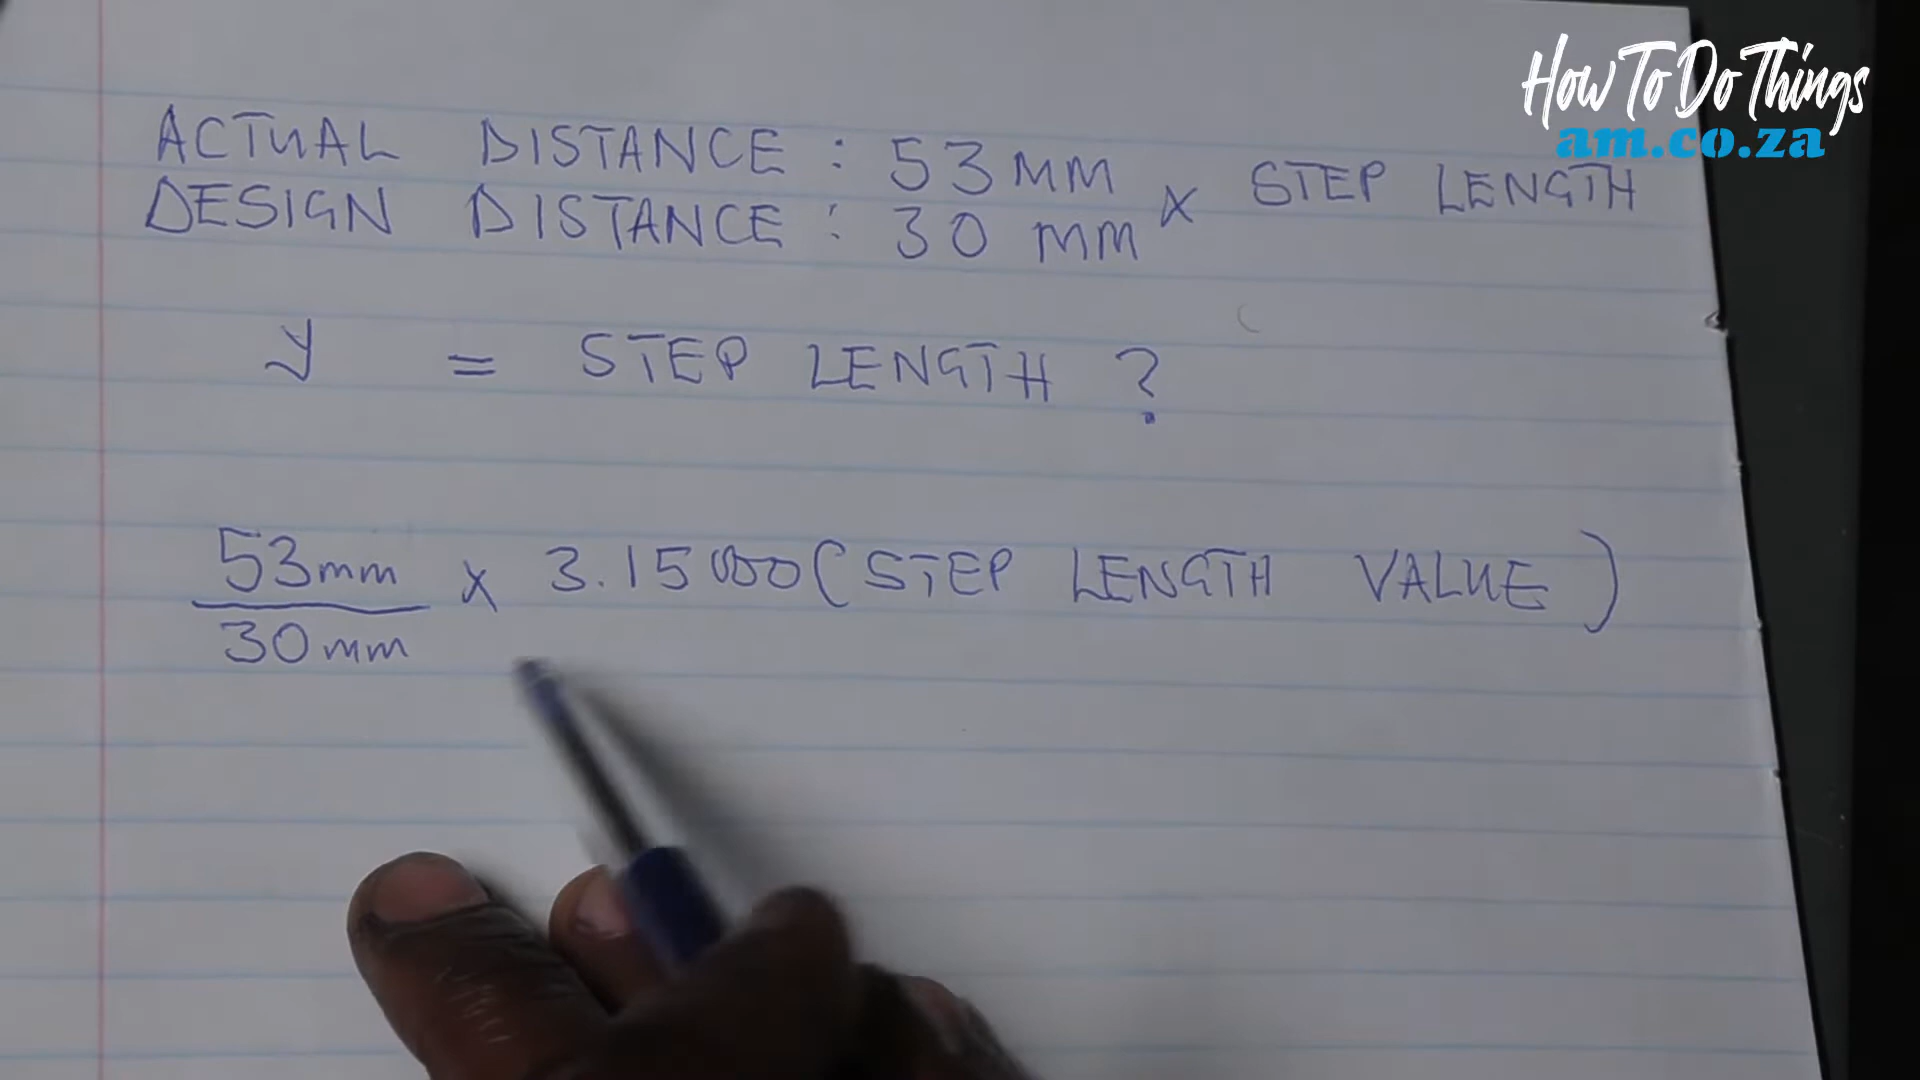 How To Do Things
am.co.za
ACTUAL DISTANCE : 53MM
DESIGN DISTANCE : 30 MM
x STEP LENGTH
y = STEP LENGTH ?
53mm
30mm
x 3.15000 (STEP LENGTH VALUE)